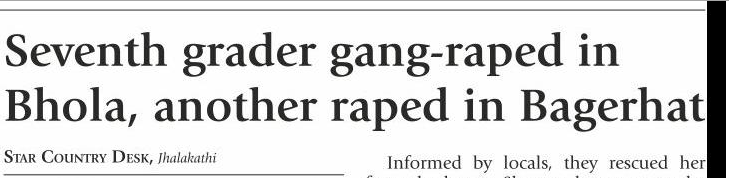 Seventh grader gang-raped in
Bhola, another raped in Bagerhat
STAR COUNTRY DESK, Jhalakathi
Informed by locals, they rescued her